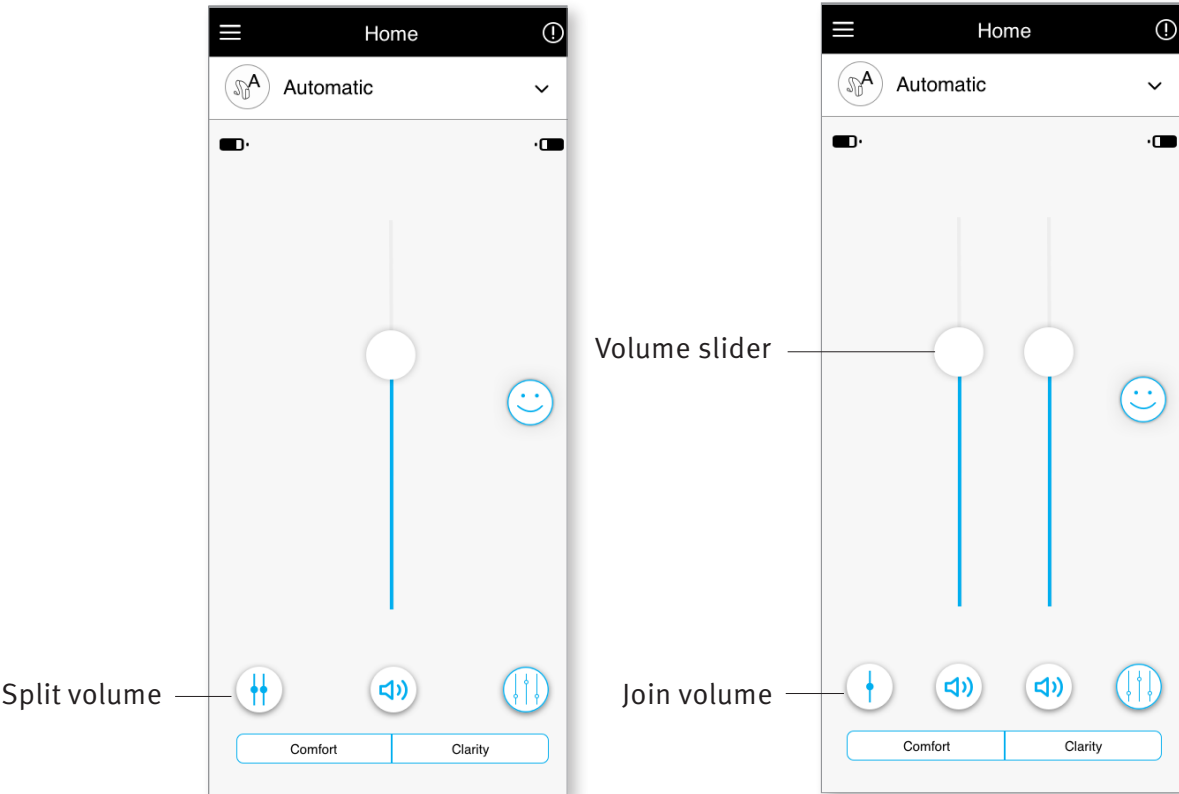 Home
A Automatic
Split volume
Comfort Clarity
Home
A Automatic
Volume slider
Join volume
Comfort Clarity